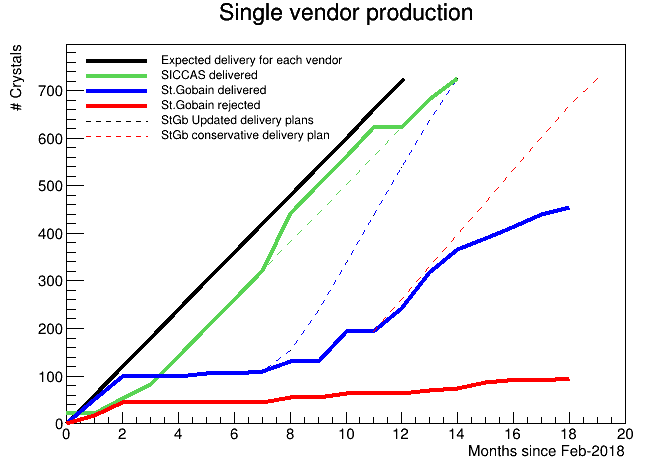 Single vendor production
# Crystals
Expected delivery for each vendor
SICCAS delivered
St.Gobain delivered
St.Gobain rejected
StGb Updated delivery plans
StGb conservative delivery plan
700
600
500
400
300
200
100
0
0 2 4 6 8 10 12 14 16 18 20
Months since Feb-2018